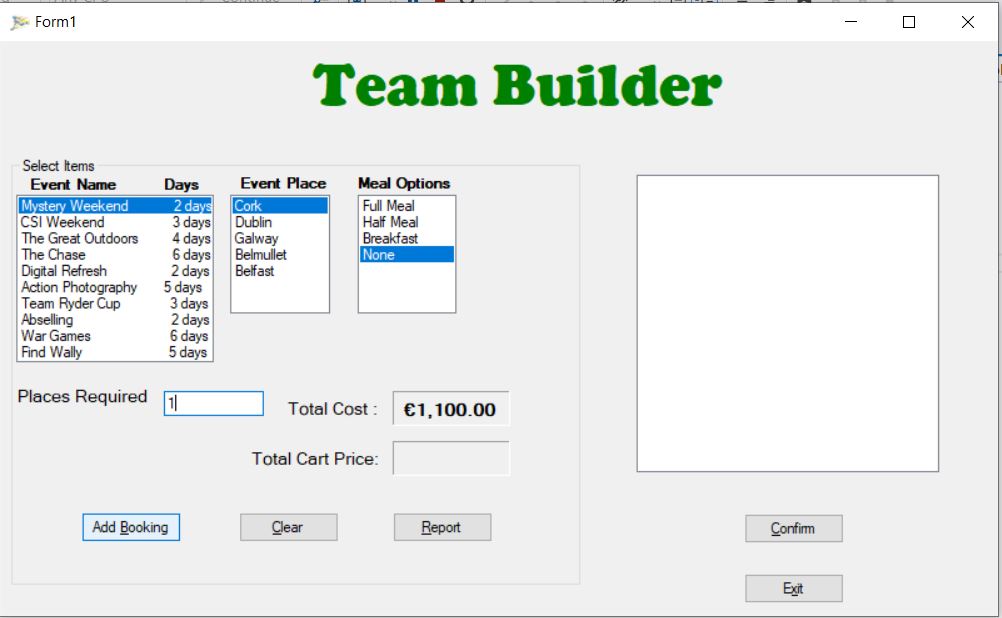 Form1
Team Builder
Select Items
Event Name Days
Mystery Weekend 2 days
CSI Weekend 3 days
The Great Outdoors 4 days
The Chase 6 days
Digital Refresh 2 days
Action Photography 5 days
Team Ryder Cup 3 days
Abselling 2 days
War Games 6 days
Find Wally 5 days
Event Place
Cork
Dublin
Galway
Belmullet
Belfast
Meal Options
Full Meal
Half Meal
Breakfast
None
Places Required 1
Total Cost : €1,100.00
Total Cart Price:
Add Booking Clear Report
Confirm
Exit